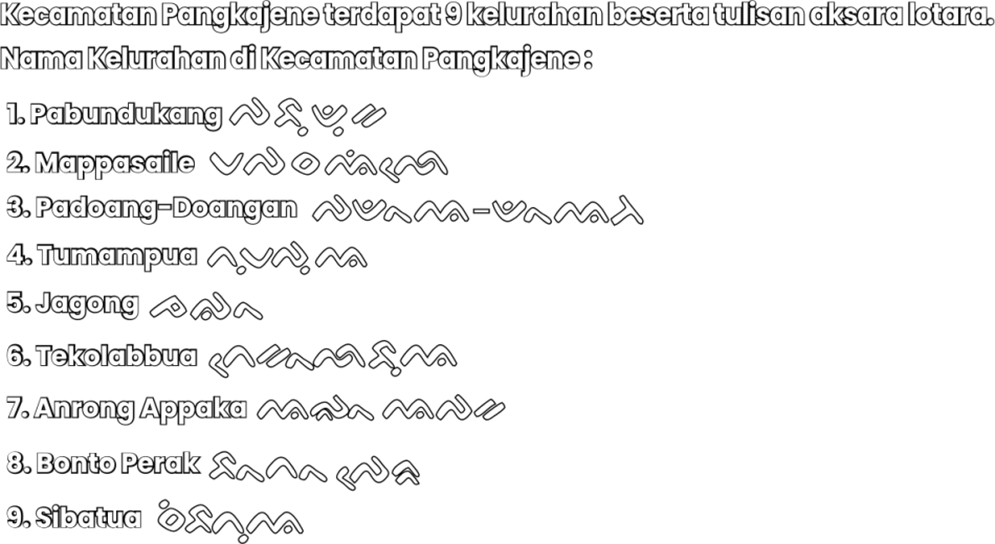 Kecamatan Pangkajene terdapat 9 kelurahan beserta tulisan aksara lotara.
Nama Kelurahan di Kecamatan Pangkajene :
1. Pabundukang ᨄᨅᨘᨉᨘᨀ
2. Mappasaile ᨆᨄᨔᨕᨗᨒᨙ
3. Padoang-Doangan ᨄᨉᨚᨕ-ᨉᨚᨕᨂ
4. Tumampua ᨈᨘᨆᨄᨘᨕ
5. Jagong ᨍᨁᨚ
6. Tekolabbua ᨈᨙᨀᨚᨒᨅᨘᨕ
7. Anrong Appaka ᨕᨋᨚ ᨕᨄᨀ
8. Bonto Perak ᨅᨚᨈᨚ ᨄᨙᨑ
9. Sibatua ᨔᨗᨅᨈᨘᨕ